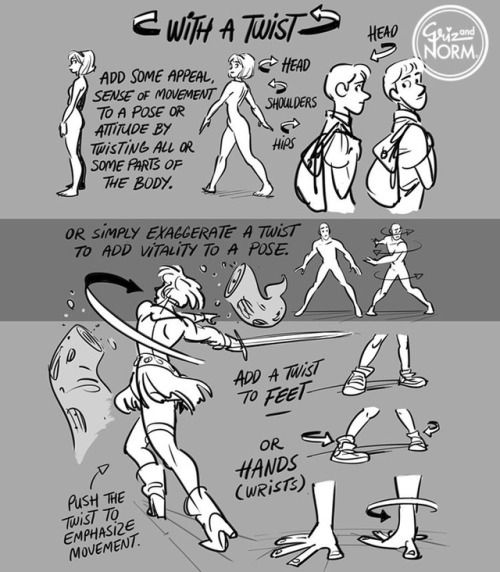 WITH A TWIST
Griz and
NORM.
HEAD
ADD SOME APPEAL,
SENSE OF MOVEMENT
TO A POSE OR
ATTITUDE BY
TWISTING ALL OR
SOME PARTS OF
THE BODY.
HEAD
SHOULDERS
HIPS
OR SIMPLY EXAGGERATE A TWIST
TO ADD VITALITY TO A POSE.
ADD A TWIST
TO FEET
OR
HANDS
(WRISTS)
PUSH THE
TWIST TO
EMPHASIZE
MOVEMENT.